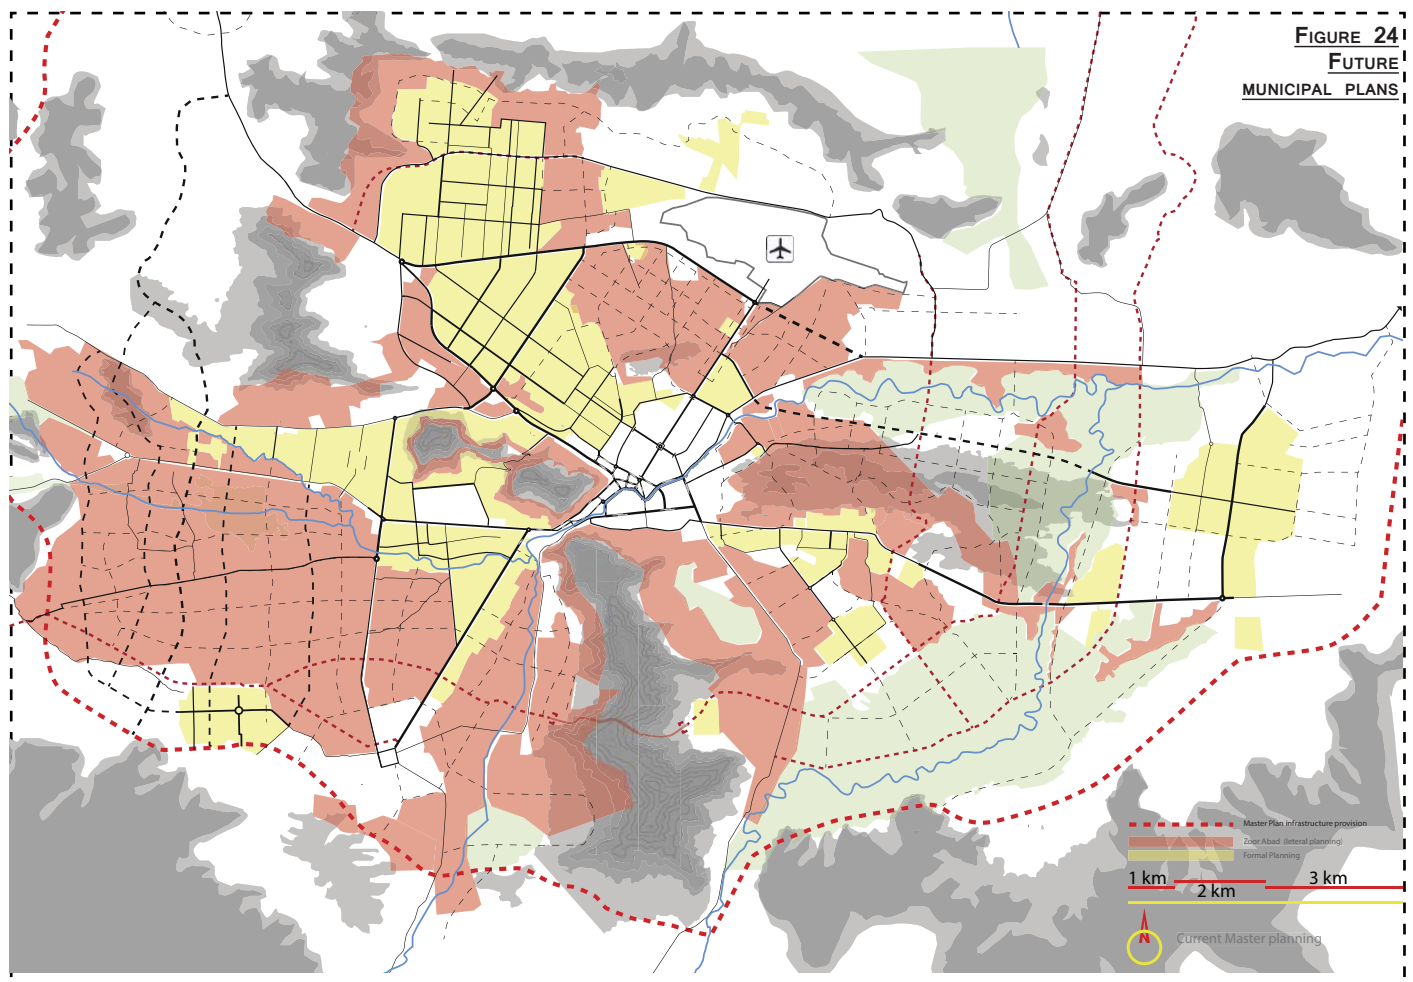 FIGURE 24
FUTURE
MUNICIPAL PLANS
Master Plan infrastructure provision
Zoor Abad (leteral planning)
Formal Planning
1 km 3 km
2 km
N
Current Master planning